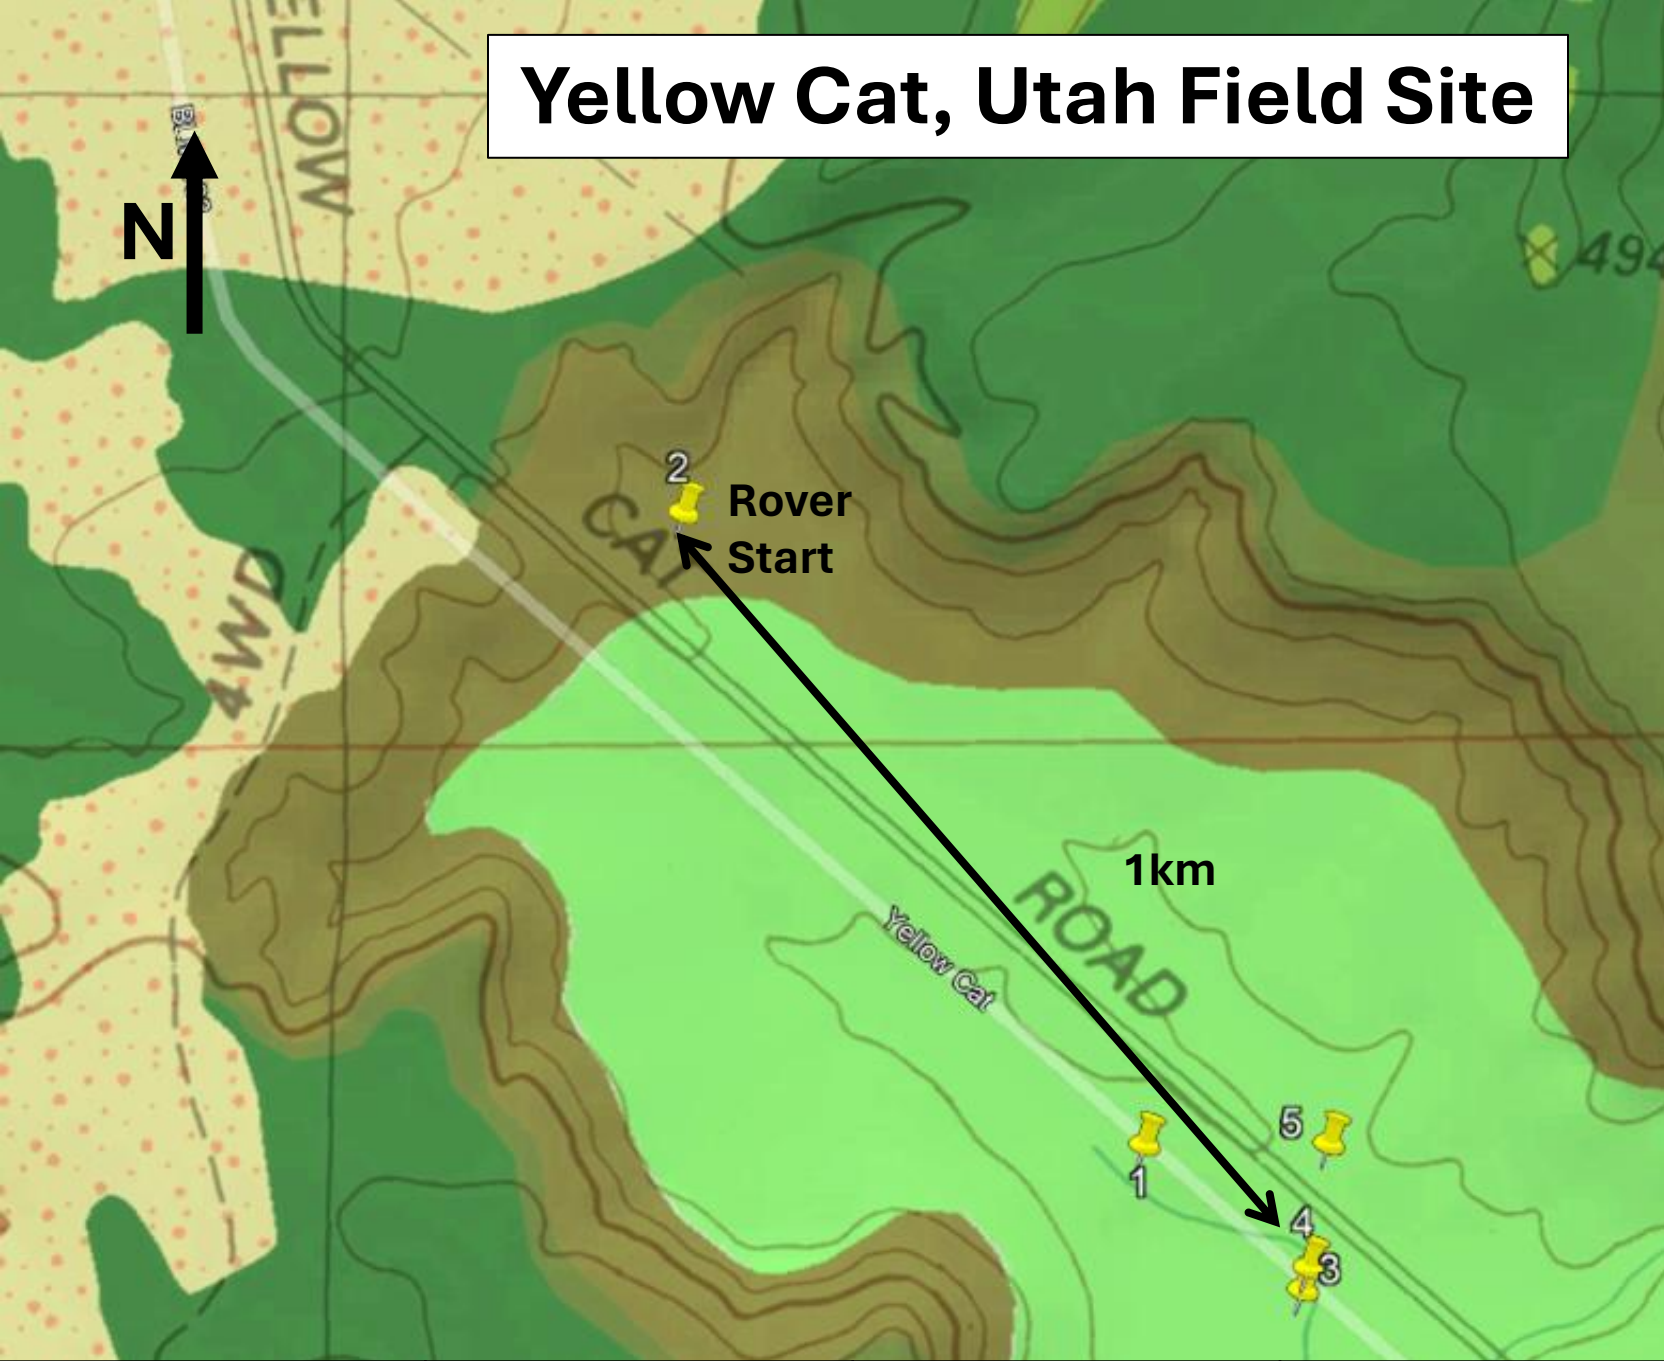 Yellow Cat, Utah Field Site
ELLOW
N
494
2
Rover
Start
CAT
4WD
1km
ROAD
Yellow Cat
5
1
4
3